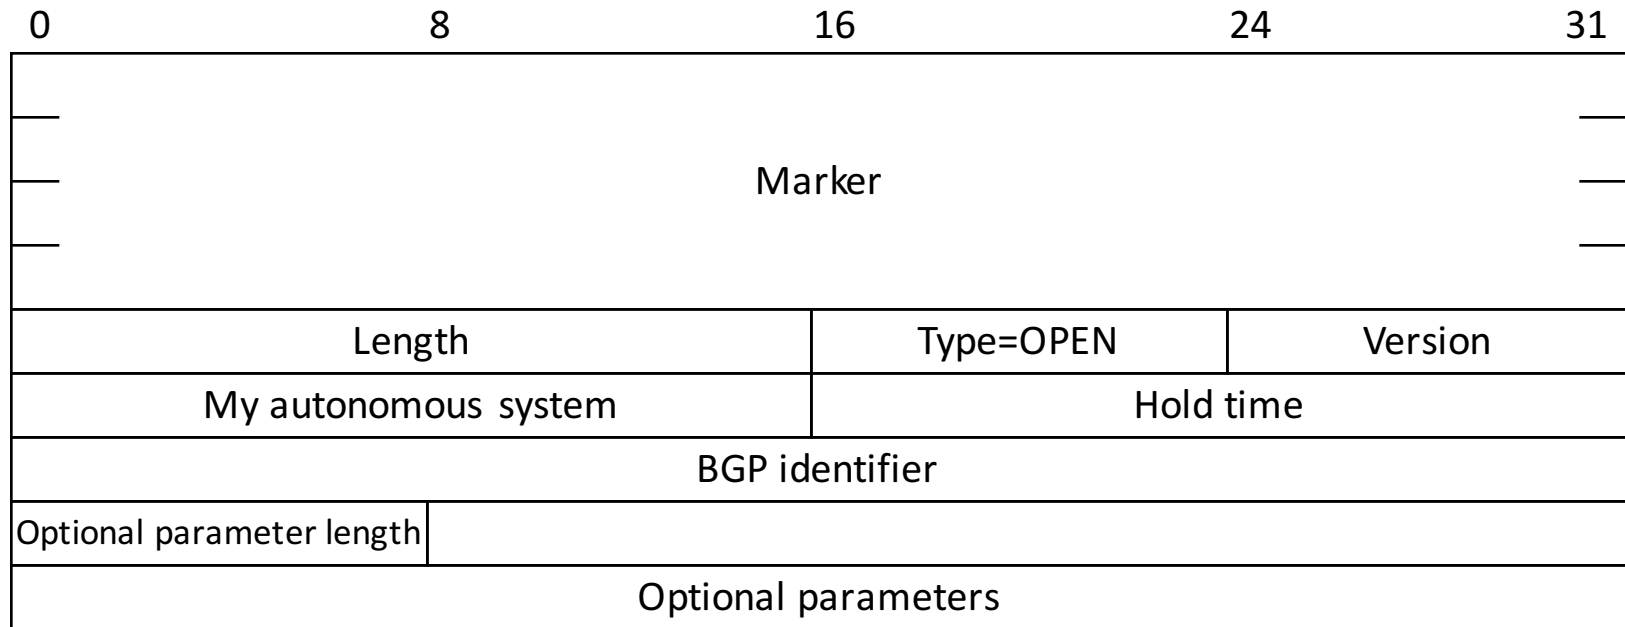 0 8 16 24 31
Marker
Length Type=OPEN Version
My autonomous system Hold time
BGP identifier
Optional parameter length
Optional parameters